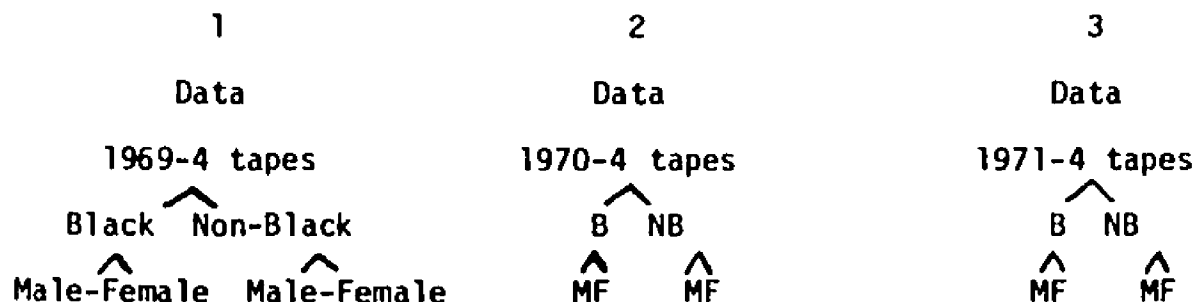 1 2 3
Data Data Data
1969-4 tapes 1970-4 tapes 1971-4 tapes
Black Non-Black B NB B NB
Male-Female Male-Female MF MF MF MF